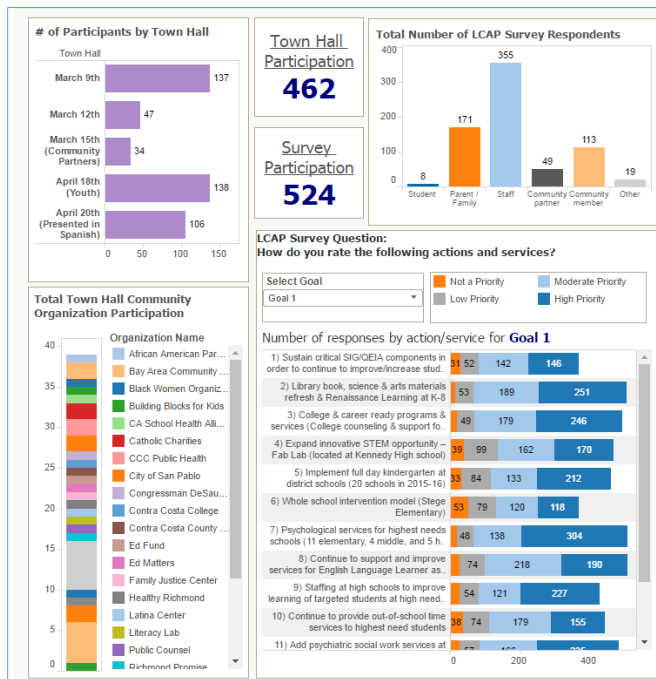 # of Participants by Town Hall
Town Hall
March 9th
137
March 12th
47
March 15th
(Community
Partners)
34
April 18th
(Youth)
138
April 20th
(Presented in
Spanish)
106
0 50 100 150
Town Hall
Participation
462
Survey
Participation
524
Total Number of LCAP Survey Respondents
400
300
200
100
0
8
171
355
49
113
19
Student
Parent /
Family
Staff
Community
partner
Community
member
Other
Total Town Hall Community
Organization Participation
40
35
30
25
20
15
10
5
0
Organization Name
African American Par...
Bay Area Community ...
Black Women Organiz...
Building Blocks for Kids
CA School Health Alli...
Catholic Charities
CCC Public Health
City of San Pablo
Congressman DeSau...
Contra Costa College
Contra Costa County ...
Ed Fund
Ed Matters
Family Justice Center
Healthy Richmond
Latina Center
Literacy Lab
Public Counsel
Richmond Promise
LCAP Survey Question:
How do you rate the following actions and services?
Select Goal
Goal 1
Not a Priority
Low Priority
Moderate Priority
High Priority
Number of responses by action/service for Goal 1
1) Sustain critical SIG/QEIA components in
order to continue to improve/increase stud..
31 52 142 146
2) Library book, science & arts materials
refresh & Renaissance Learning at K-8
53 189 251
3) College & career ready programs &
services (College counseling & support fo..
49 179 246
4) Expand innovative STEM opportunity –
Fab Lab (located at Kennedy High school)
39 99 162 170
5) Implement full day kindergarten at
district schools (20 schools in 2015-16)
33 84 133 212
6) Whole school intervention model (Stege
Elementary)
53 79 120 118
7) Psychological services for highest needs
schools (11 elementary, 4 middle, and 5 h..
48 138 304
8) Continue to support and improve
services for English Language Learner as..
74 218 190
9) Staffing at high schools to improve
learning of targeted students at high need..
54 121 227
10) Continue to provide out-of-school time
services to highest need students
38 74 179 155
11) Add psychiatric social work services at
0 200 400